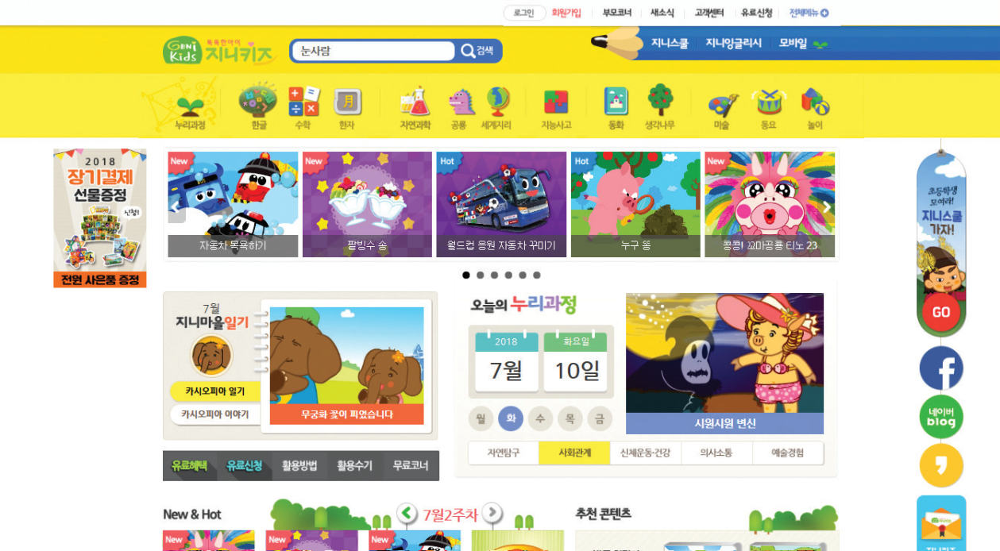 로그인 회원가입 부모코너 새소식 고객센터 유료신청 전체메뉴
GENI Kids 똑똑한아이 지니키즈
눈사람 검색
지니스쿨 지니잉글리시 모바일
누리과정 한글 수학 한자 자연과학 공룡 세계지리 지능사고 동화 생각나무 미술 동요 놀이
月
2018
장기결제
선물증정
신청!
전원 사은품 증정
New New Hot Hot New
자동차 목욕하기 팥빙수 송 월드컵 응원 자동차 꾸미기 누구 똥 콩콩! 꼬마공룡 티노 23
초등학생
모여라!
지니스쿨
가자!
GO
7월
지니마을일기
카시오피아 일기
카시오피아 이야기
무궁화 꽃이 피었습니다
오늘의 누리과정
2018 화요일
7월 10일
월 화 수 목 금
시원시원 변신
자연탐구 사회관계 신체운동·건강 의사소통 예술경험
유료혜택 유료신청 활용방법 활용수기 무료코너
네이버
blog
New & Hot 7월2주차 추천 콘텐츠
New New New